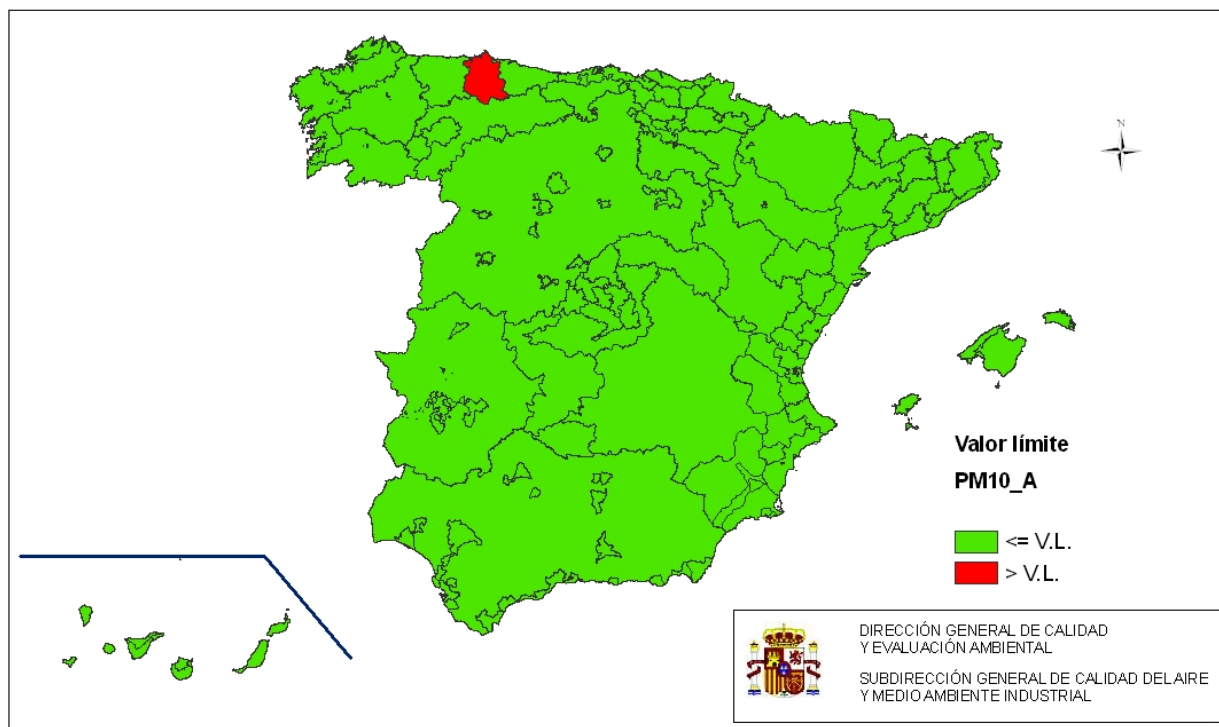 N
Valor límite
PM10_A
<= V.L.
> V.L.
DIRECCIÓN GENERAL DE CALIDAD
Y EVALUACIÓN AMBIENTAL
SUBDIRECCIÓN GENERAL DE CALIDAD DEL AIRE
Y MEDIO AMBIENTE INDUSTRIAL